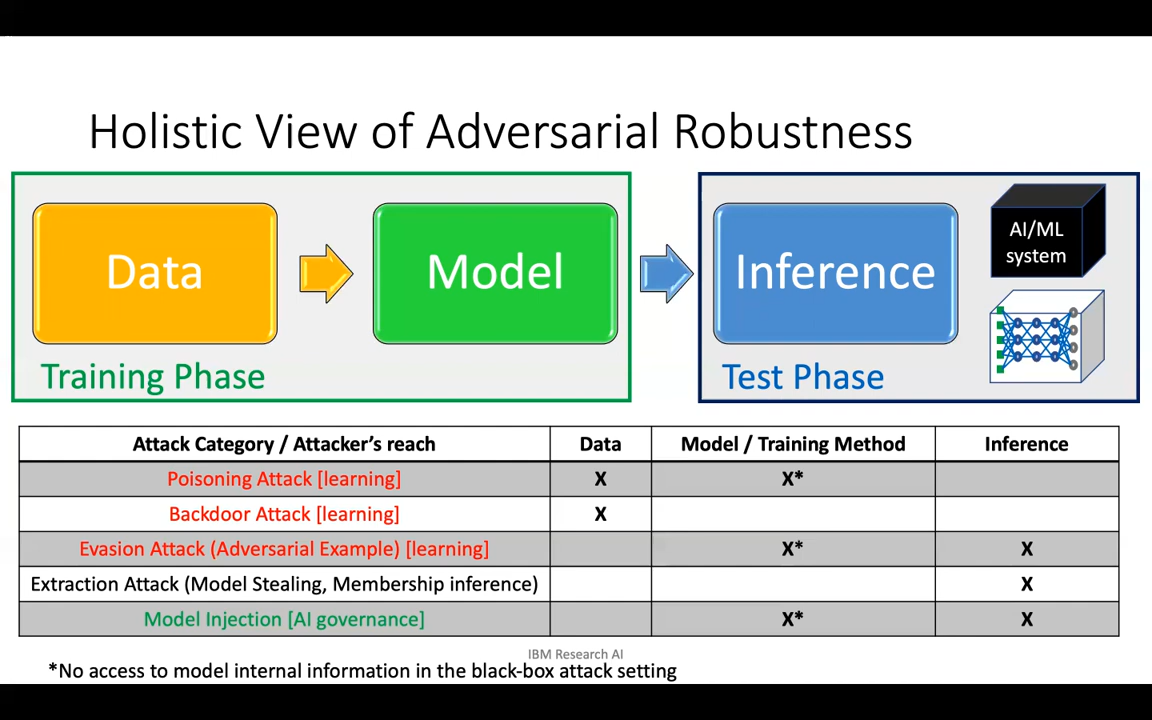 Holistic View of Adversarial Robustness
Data
Model
Inference
AI/ML
system
Training Phase
Test Phase
Attack Category / Attacker's reach Data Model / Training Method Inference
Poisoning Attack [learning] X X*
Backdoor Attack [learning] X
Evasion Attack (Adversarial Example) [learning] X* X
Extraction Attack (Model Stealing, Membership inference) X
Model Injection [AI governance] X* X
IBM Research AI
*No access to model internal information in the black-box attack setting